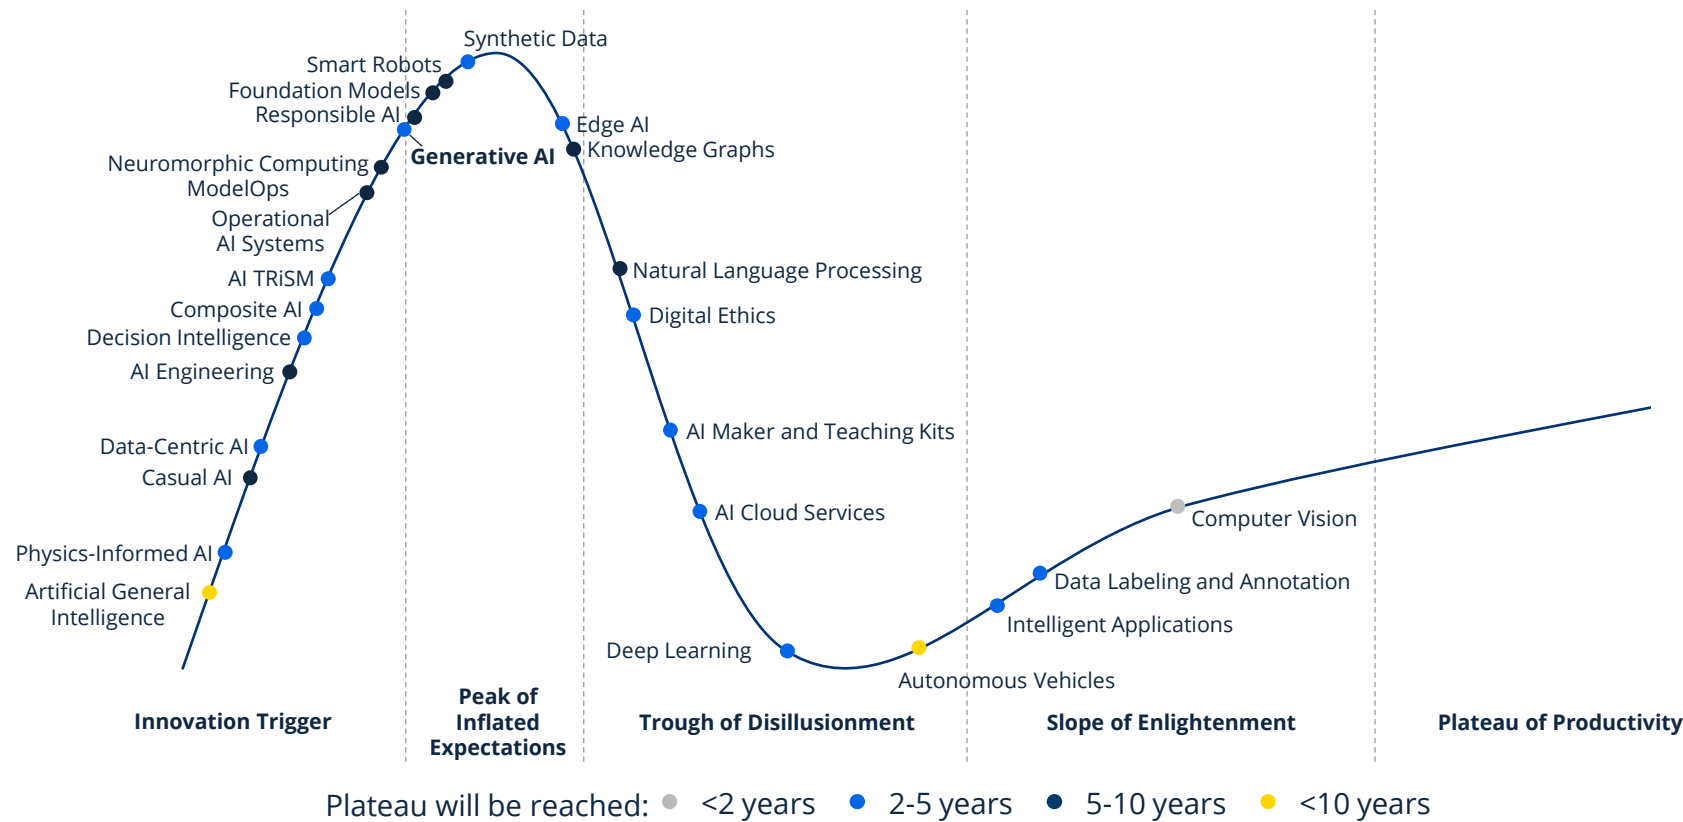 Synthetic Data
Smart Robots
Foundation Models
Responsible AI
Edge AI
Generative AI
Knowledge Graphs
Neuromorphic Computing
ModelOps
Operational
AI Systems
Natural Language Processing
AI TRiSM
Composite AI
Digital Ethics
Decision Intelligence
AI Engineering
AI Maker and Teaching Kits
Data-Centric AI
Casual AI
AI Cloud Services
Computer Vision
Physics-Informed AI
Data Labeling and Annotation
Artificial General
Intelligence
Intelligent Applications
Deep Learning
Autonomous Vehicles
Innovation Trigger
Peak of
Inflated
Expectations
Trough of Disillusionment
Slope of Enlightenment
Plateau of Productivity
Plateau will be reached: <2 years 2-5 years 5-10 years <10 years